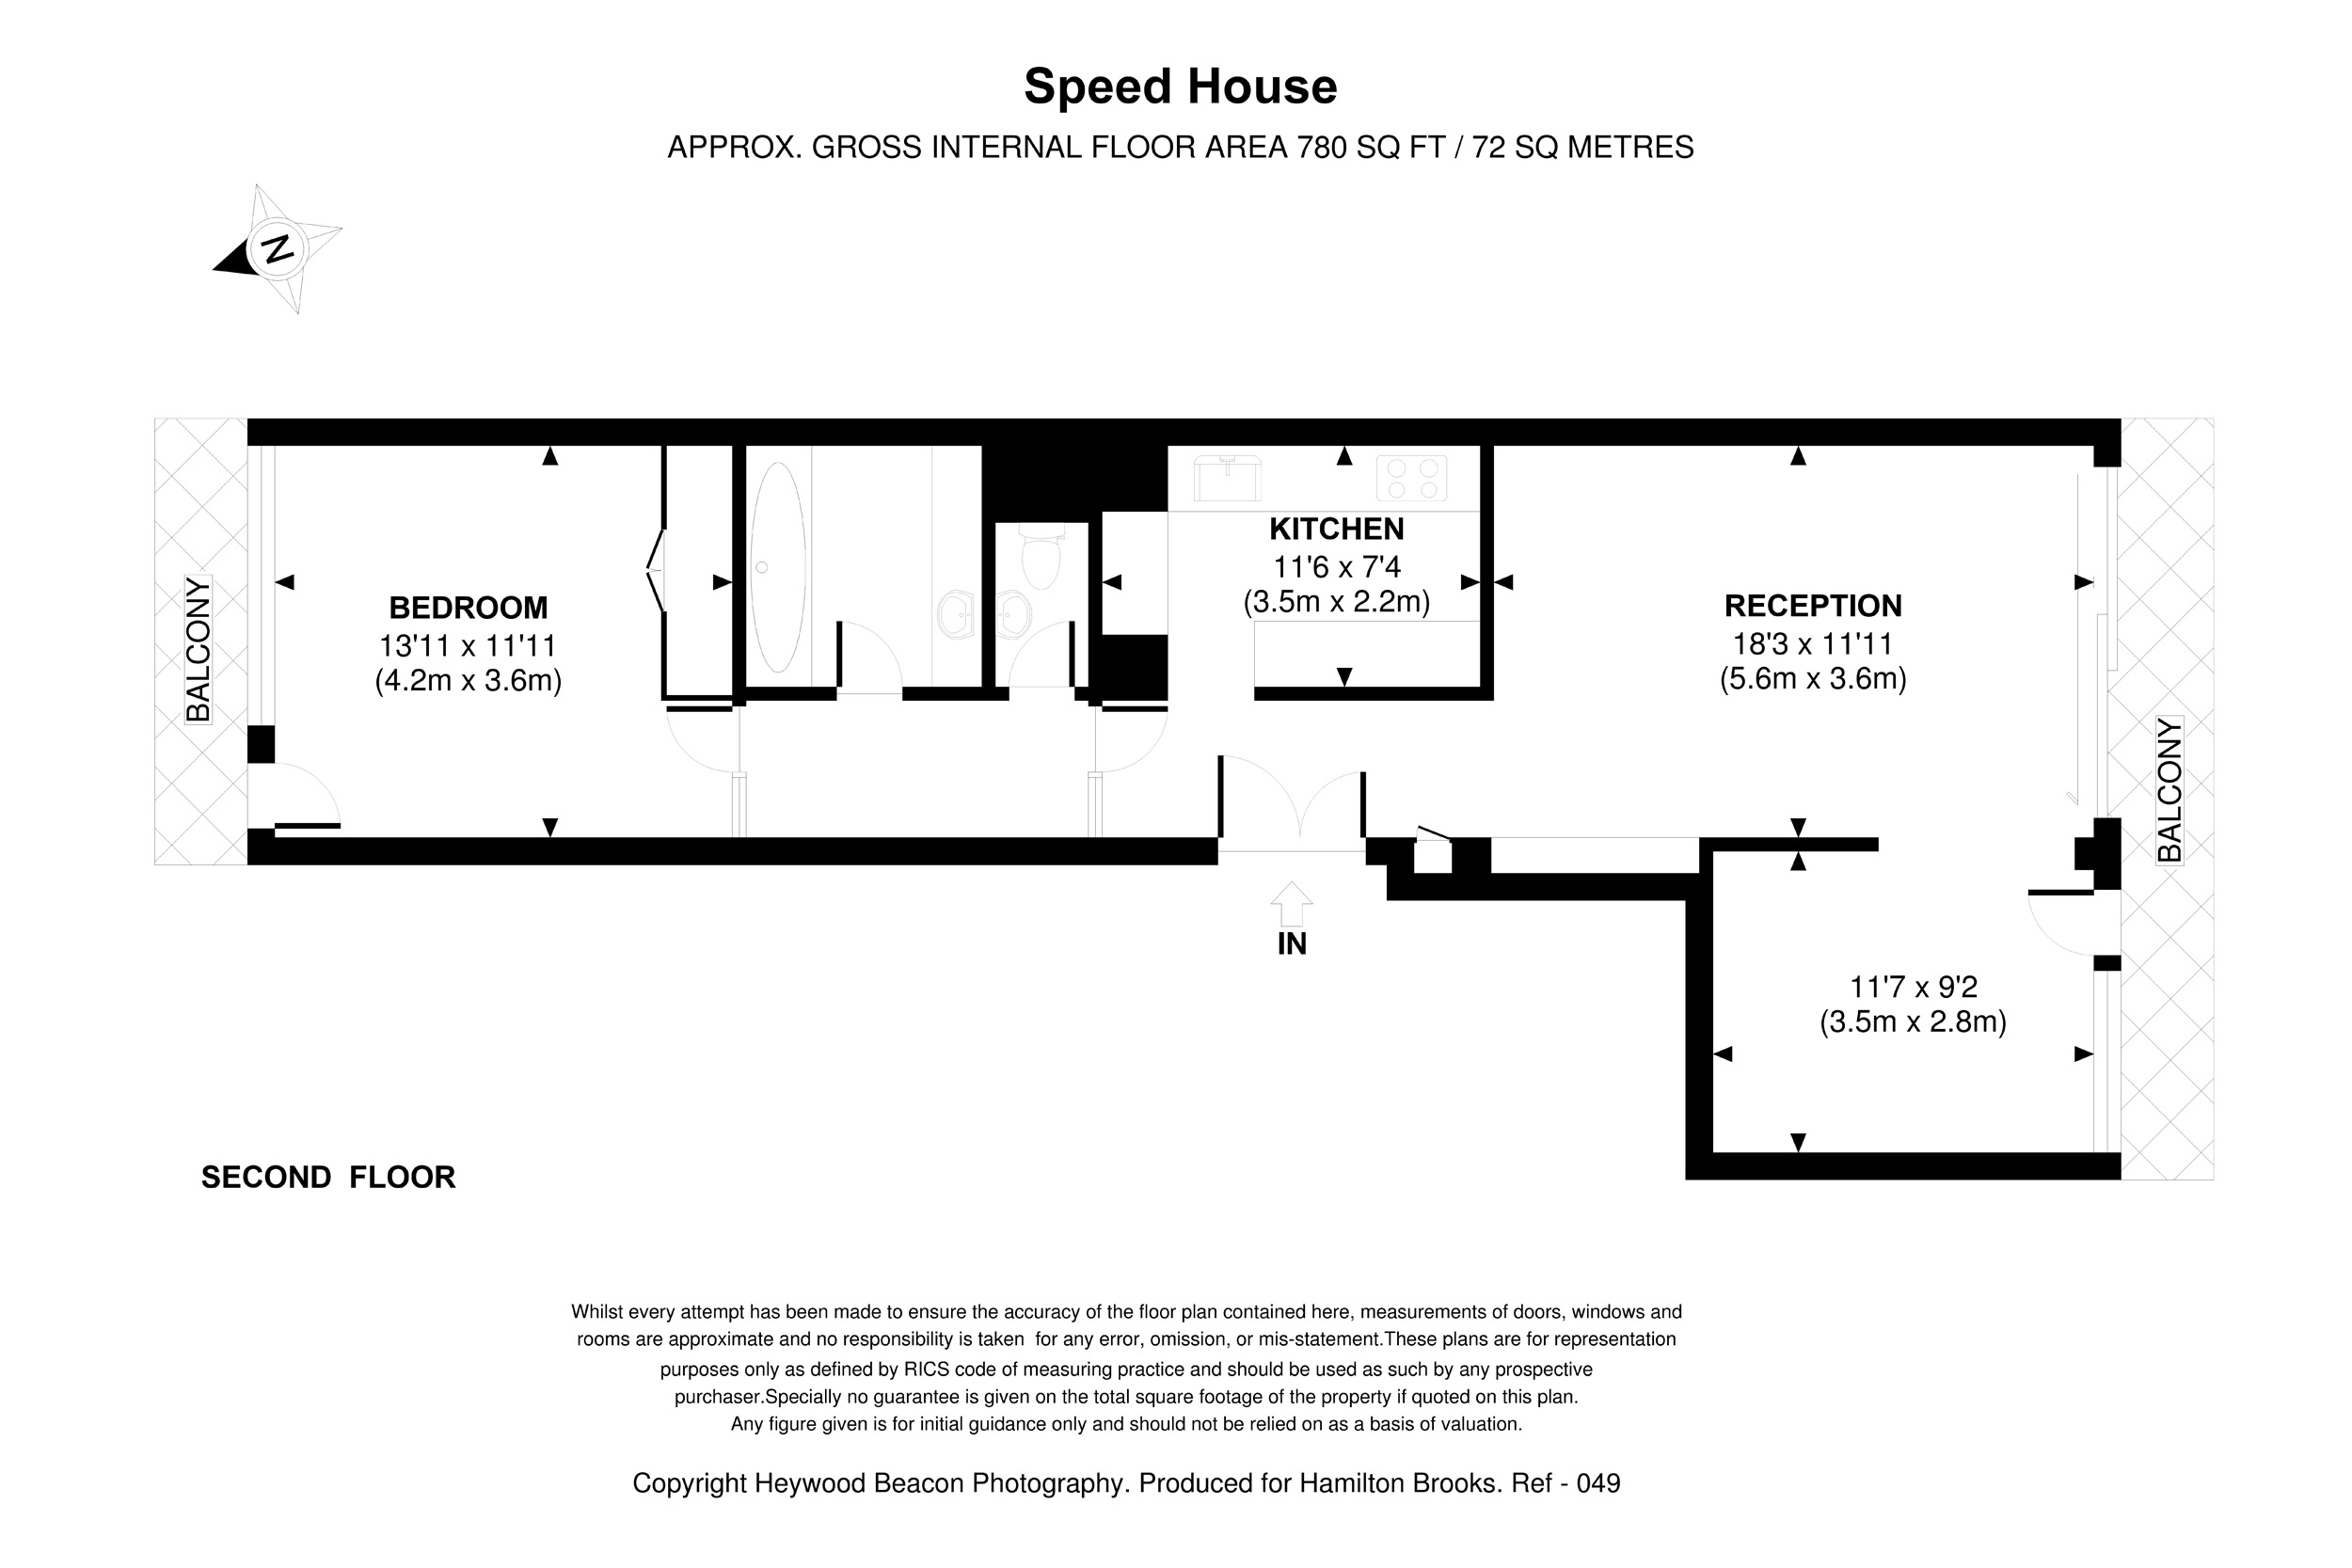 Speed House
APPROX. GROSS INTERNAL FLOOR AREA 780 SQ FT / 72 SQ METRES
N
BALCONY
BEDROOM
13'11 x 11'11
(4.2m x 3.6m)
KITCHEN
11'6 x 7'4
(3.5m x 2.2m)
RECEPTION
18'3 x 11'11
(5.6m x 3.6m)
BALCONY
IN
11'7 x 9'2
(3.5m x 2.8m)
SECOND FLOOR
Whilst every attempt has been made to ensure the accuracy of the floor plan contained here, measurements of doors, windows and
rooms are approximate and no responsibility is taken for any error, omission, or mis-statement.These plans are for representation
purposes only as defined by RICS code of measuring practice and should be used as such by any prospective
purchaser.Specially no guarantee is given on the total square footage of the property if quoted on this plan.
Any figure given is for initial guidance only and should not be relied on as a basis of valuation.
Copyright Heywood Beacon Photography. Produced for Hamilton Brooks. Ref - 049